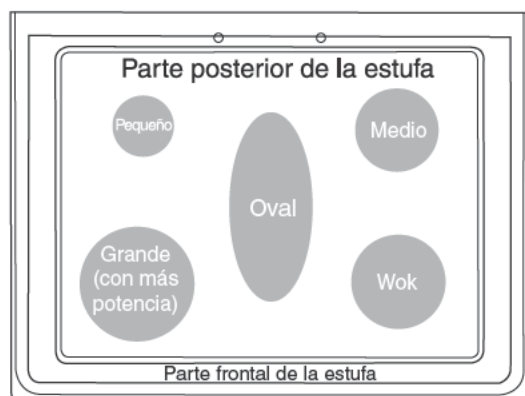 Parte posterior de la estufa
Pequeño
Medio
Oval
Grande
(con más
potencia)
Wok
Parte frontal de la estufa